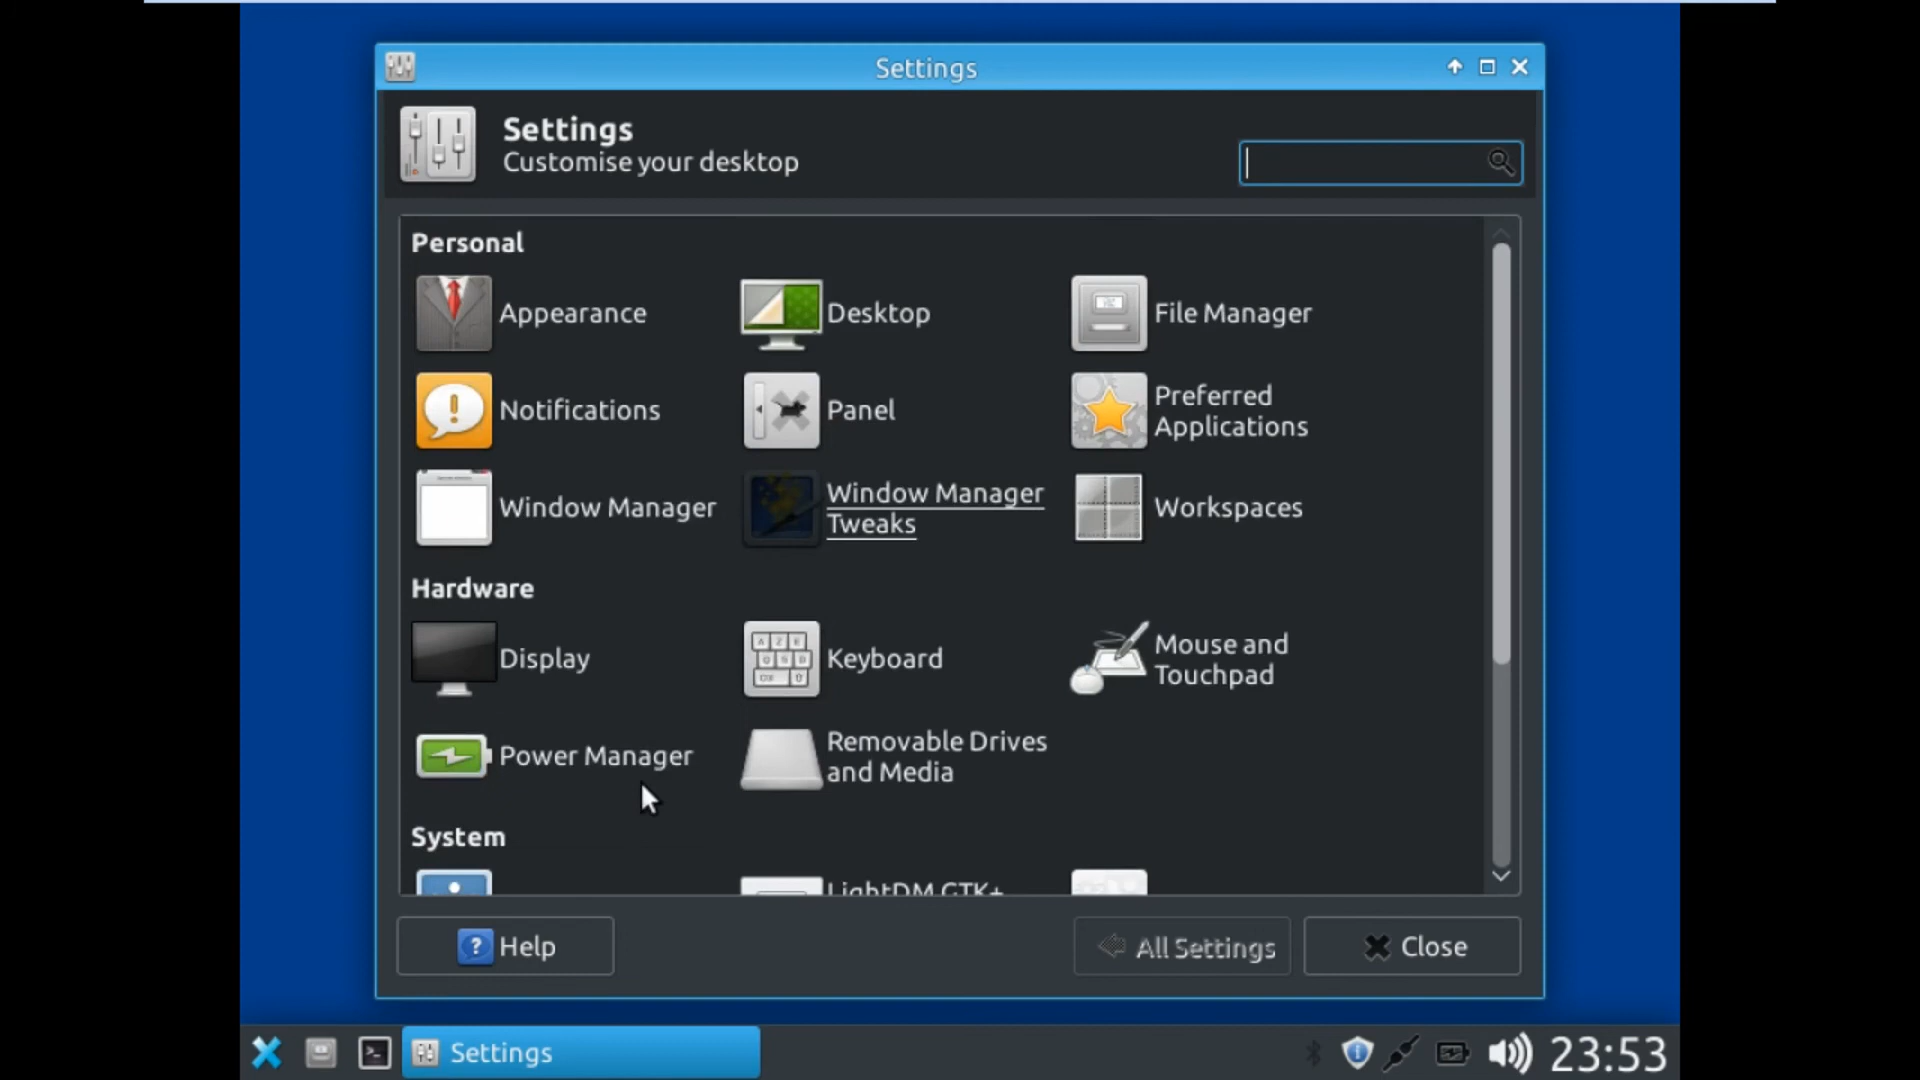 Settings
Settings
Customise your desktop
Personal
Appearance
Desktop
File Manager
Notifications
Panel
Preferred
Applications
Window Manager
Window Manager
Tweaks
Workspaces
Hardware
Display
Keyboard
Mouse and
Touchpad
Power Manager
Removable Drives
and Media
System
LightDM GTK+
Help
All Settings
Close
Settings
23:53